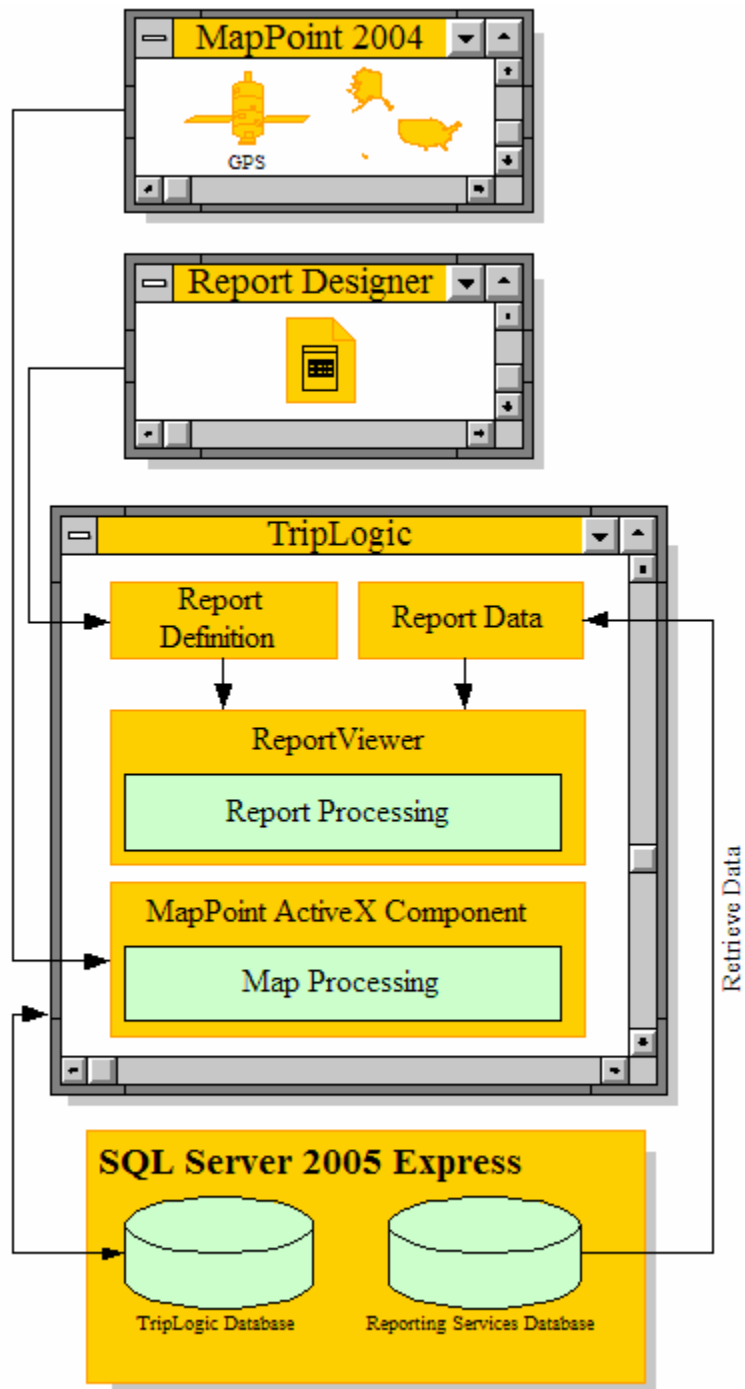 MapPoint 2004
GPS
Report Designer
TripLogic
Report
Definition
Report Data
ReportViewer
Report Processing
MapPoint ActiveX Component
Map Processing
Retrieve Data
SQL Server 2005 Express
TripLogic Database
Reporting Services Database